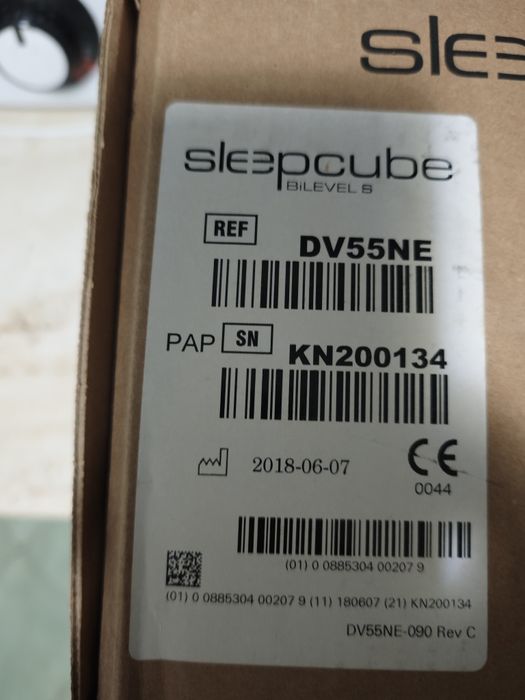 slee
sleepcube
BiLEVEL S
REF
DV55NE
PAP SN KN200134
2018-06-07
CE
0044
(01) 0 0885304 00207 9
(01) 0 0885304 00207 9 (11) 180607 (21) KN200134
DV55NE-090 Rev C